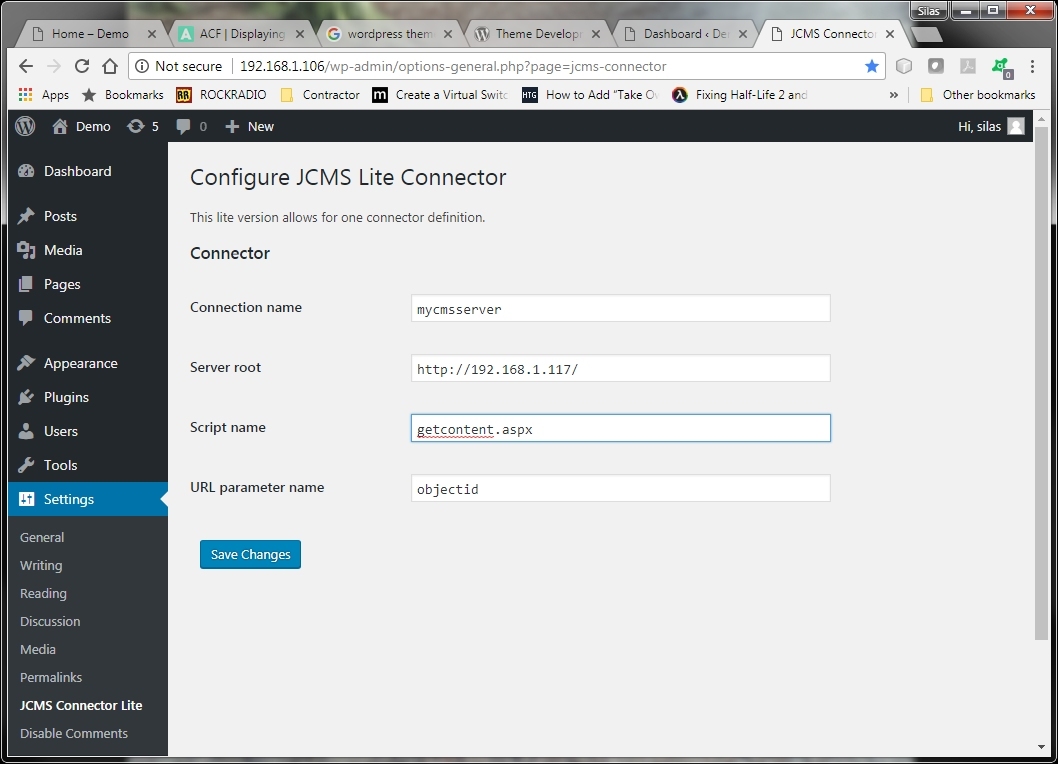 Silas
Home – Demo
ACF | Displaying
wordpress them
Theme Develop
Dashboard ‹ De
JCMS Connector
Not secure
192.168.1.106/wp-admin/options-general.php?page=jcms-connector
0
Apps
Bookmarks
RR ROCKRADIO
Contractor
m Create a Virtual Switc
HTG How to Add "Take O
Fixing Half-Life 2 and
»
Other bookmarks
Demo
5
0
New
Hi, silas
Dashboard
Posts
Media
Pages
Comments
Appearance
Plugins
Users
Tools
Settings
General
Writing
Reading
Discussion
Media
Permalinks
JCMS Connector Lite
Disable Comments
Configure JCMS Lite Connector
This lite version allows for one connector definition.
Connector
Connection name
mycmsserver
Server root
http://192.168.1.117/
Script name
getcontent.aspx
URL parameter name
objectid
Save Changes